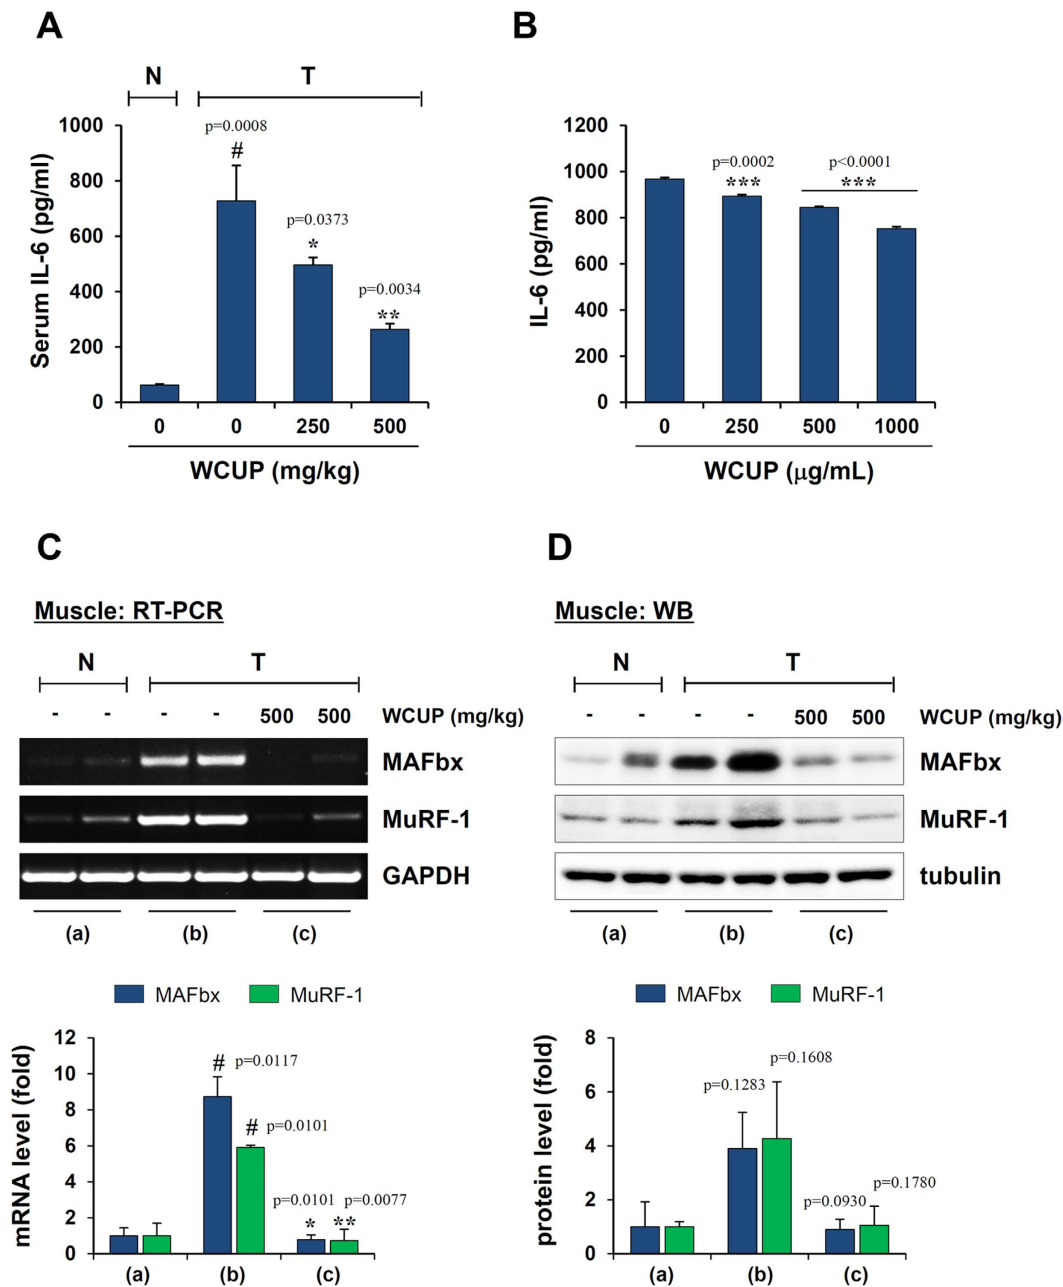 A
B
N
T
p=0.0008
#
p=0.0373
*
p=0.0034
**
Serum IL-6 (pg/ml)
1000
800
600
400
200
0
0
0
250
500
WCUP (mg/kg)
p=0.0002
***
p<0.0001
***
IL-6 (pg/ml)
1200
1000
800
600
400
200
0
0
250
500
1000
WCUP (μg/mL)
C
Muscle: RT-PCR
N
T
- - - - 500 500 WCUP (mg/kg)
MAFbx
MuRF-1
GAPDH
(a) (b) (c)
MAFbx MuRF-1
mRNA level (fold)
12
10
8
6
4
2
0
# p=0.0117
# p=0.0101
p=0.0101 p=0.0077
* **
(a) (b) (c)
D
Muscle: WB
N
T
- - - - 500 500 WCUP (mg/kg)
MAFbx
MuRF-1
tubulin
(a) (b) (c)
MAFbx MuRF-1
protein level (fold)
8
6
4
2
0
p=0.1283
p=0.1608
p=0.0930
p=0.1780
(a) (b) (c)